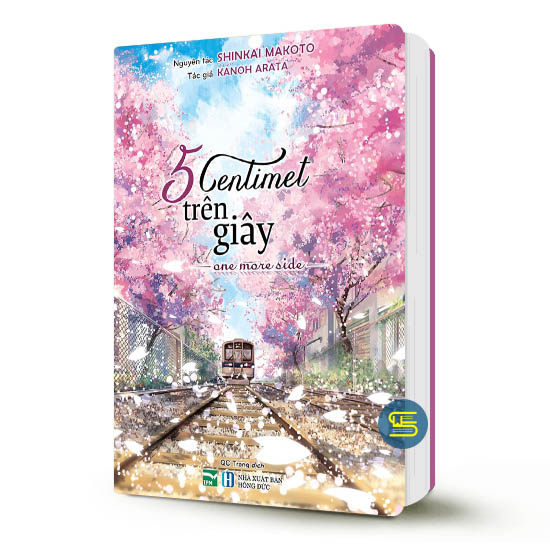 Nguyên tác SHINKAI MAKOTO
Tác giả KANOH ARATA
5 Centimet
trên
giây
one more side
QC Trang dịch
IPM
NHÀ XUẤT BẢN
HỒNG ĐỨC